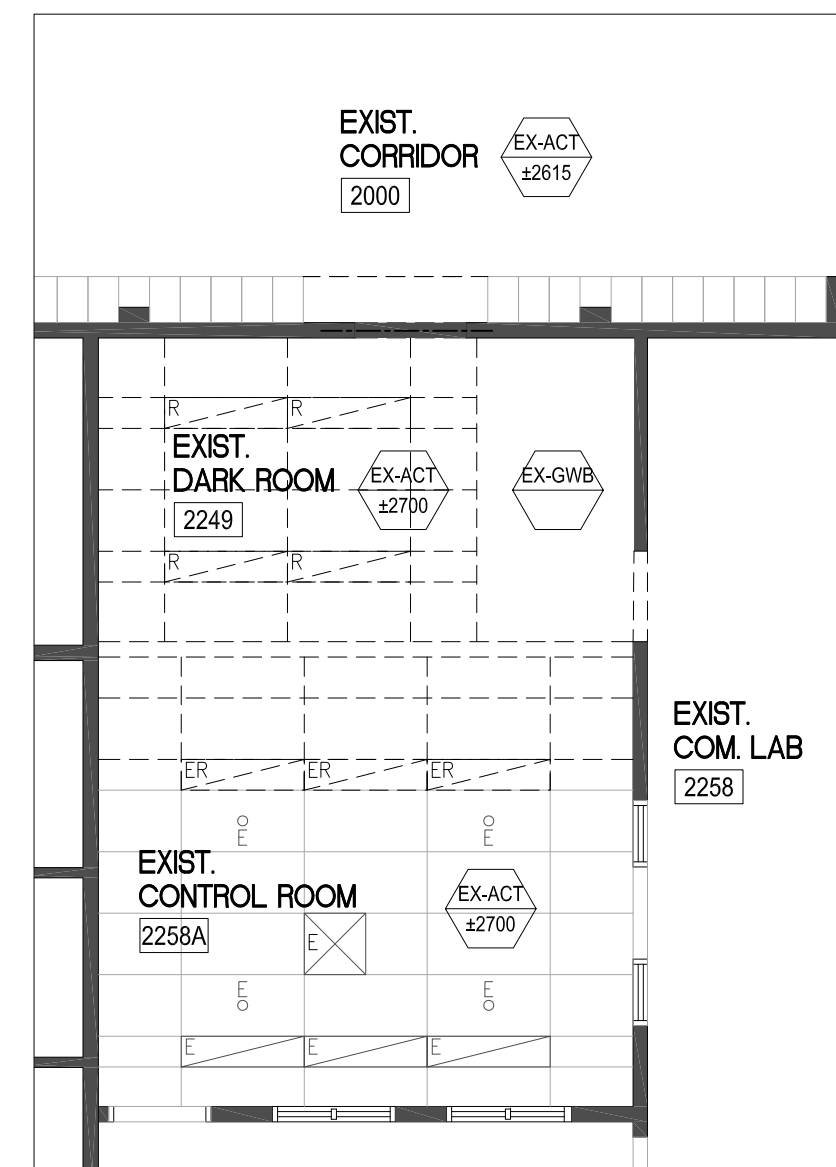 EXIST.
CORRIDOR
2000
EX-ACT
±2615
R
R
EXIST.
DARK ROOM
2249
EX-ACT
±2700
EX-GWB
R
R
EXIST.
COM. LAB
2258
ER
ER
ER
E
E
EXIST.
CONTROL ROOM
2258A
EX-ACT
±2700
E
E
E
E
E
E